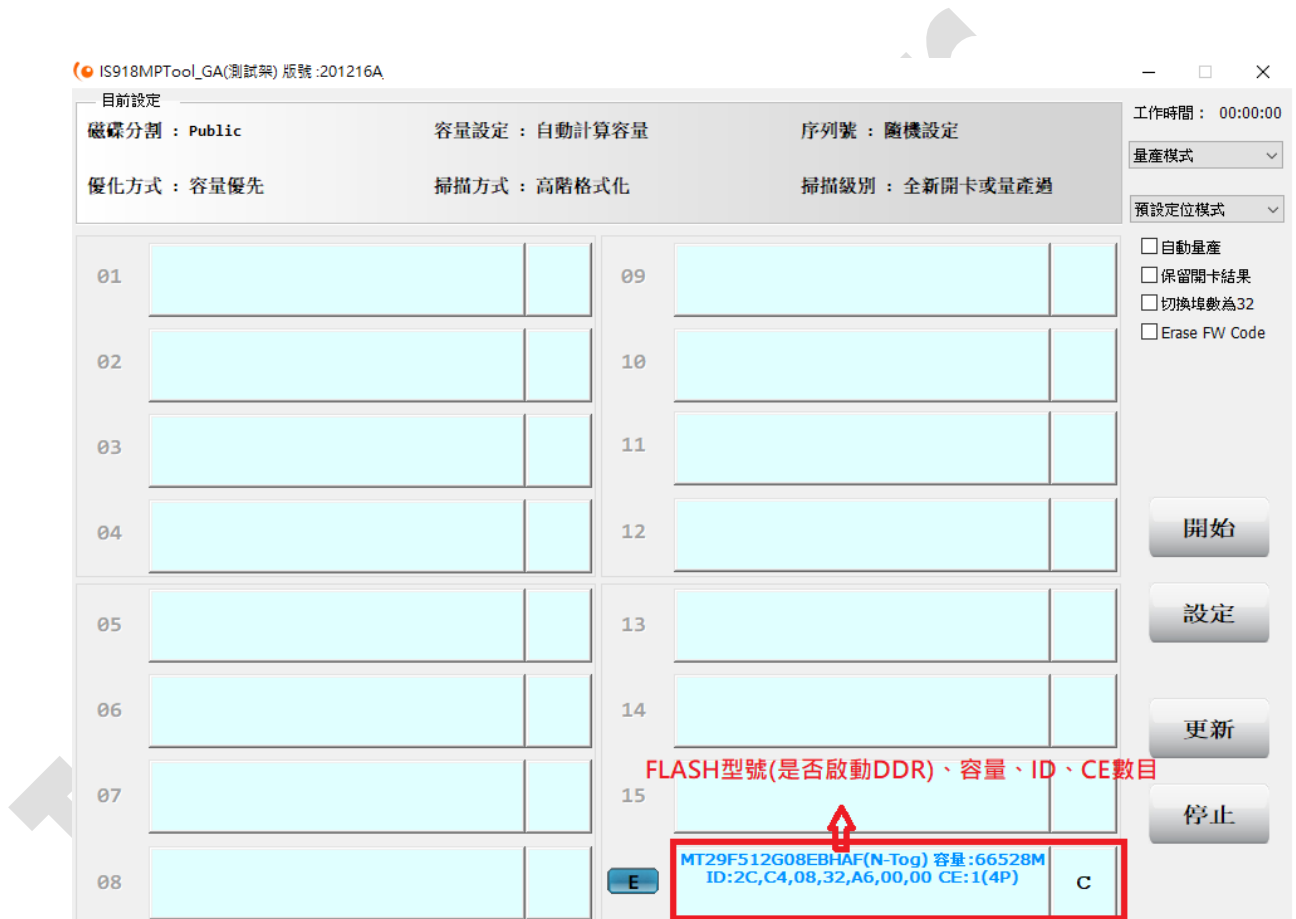 IS918MPTool_GA(測試架) 版號 :201216A
目前設定
磁碟分割 : Public
容量設定 : 自動計算容量
序列號 : 隨機設定
優化方式 : 容量優先
掃描方式 : 高階格式化
掃描級別 : 全新開卡或量產過
工作時間 : 00:00:00
量產模式
預設定位模式
自動量產
保留開卡結果
切換埠數為32
Erase FW Code
01
02
03
04
05
06
07
08
09
10
11
12
13
14
15
FLASH型號(是否啟動DDR)、容量、ID、CE數目
E
MT29F512G08EBHAF(N-Tog) 容量:66528M
ID:2C,C4,08,32,A6,00,00 CE:1(4P)
C
開始
設定
更新
停止